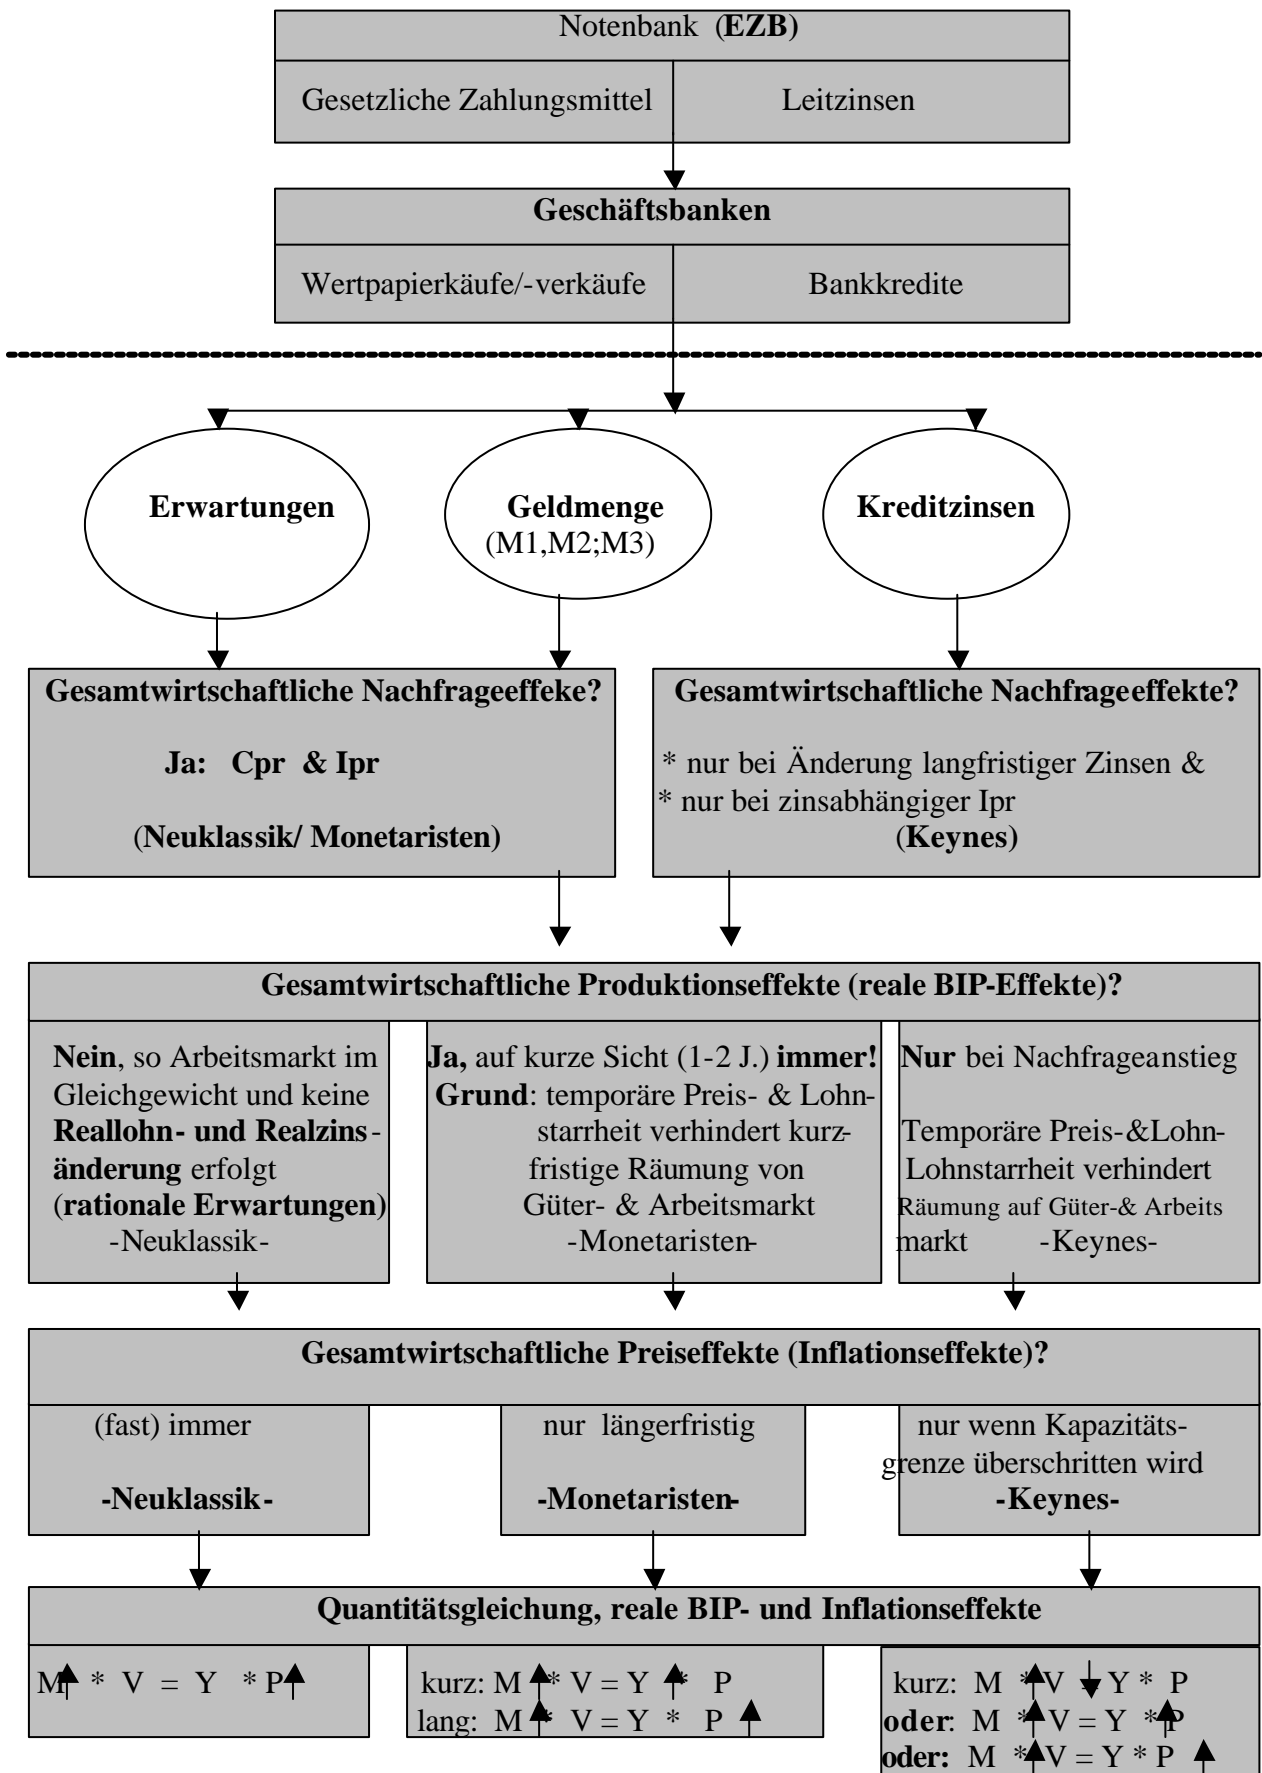 Notenbank (EZB)
Gesetzliche Zahlungsmittel
Leitzinsen
Geschäftsbanken
Wertpapierkäufe/-verkäufe
Bankkredite
Erwartungen
Geldmenge
(M1,M2;M3)
Kreditzinsen
Gesamtwirtschaftliche Nachfrageeffeke?
Ja: Cpr & Ipr
(Neuklassik/ Monetaristen)
Gesamtwirtschaftliche Nachfrageeffekte?
* nur bei Änderung langfristiger Zinsen &
* nur bei zinsabhängiger Ipr
(Keynes)
Gesamtwirtschaftliche Produktionseffekte (reale BIP-Effekte)?
Nein, so Arbeitsmarkt im
Gleichgewicht und keine
Reallohn- und Realzins-
änderung erfolgt
(rationale Erwartungen)
-Neuklassik-
Ja, auf kurze Sicht (1-2 J.) immer!
Grund: temporäre Preis- & Lohn-
starrheit verhindert kurz-
fristige Räumung von
Güter- & Arbeitsmarkt
-Monetaristen-
Nur bei Nachfrageanstieg
Temporäre Preis-&Lohn-
Lohnstarrheit verhindert
Räumung auf Güter-& Arbeits
markt -Keynes-
Gesamtwirtschaftliche Preiseffekte (Inflationseffekte)?
(fast) immer
-Neuklassik-
nur längerfristig
-Monetaristen-
nur wenn Kapazitäts-
grenze überschritten wird
-Keynes-
Quantitätsgleichung, reale BIP- und Inflationseffekte
M * V = Y * P
kurz: M * V = Y * P
lang: M * V = Y * P
kurz: M * V = Y * P
oder: M * V = Y * P
oder: M * V = Y * P